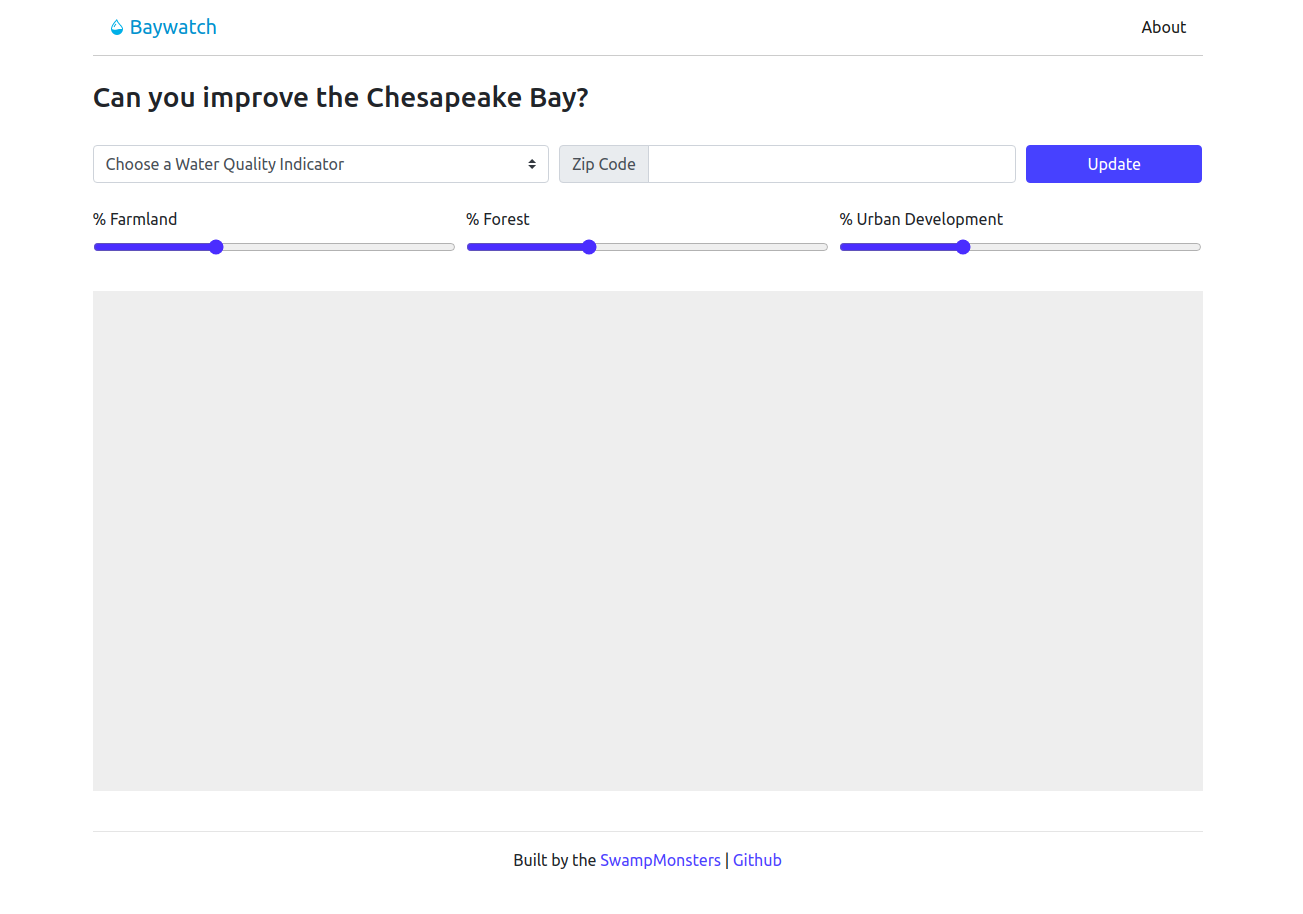 Baywatch
About
Can you improve the Chesapeake Bay?
Choose a Water Quality Indicator
Zip Code
Update
% Farmland
% Forest
% Urban Development
Built by the SwampMonsters | Github